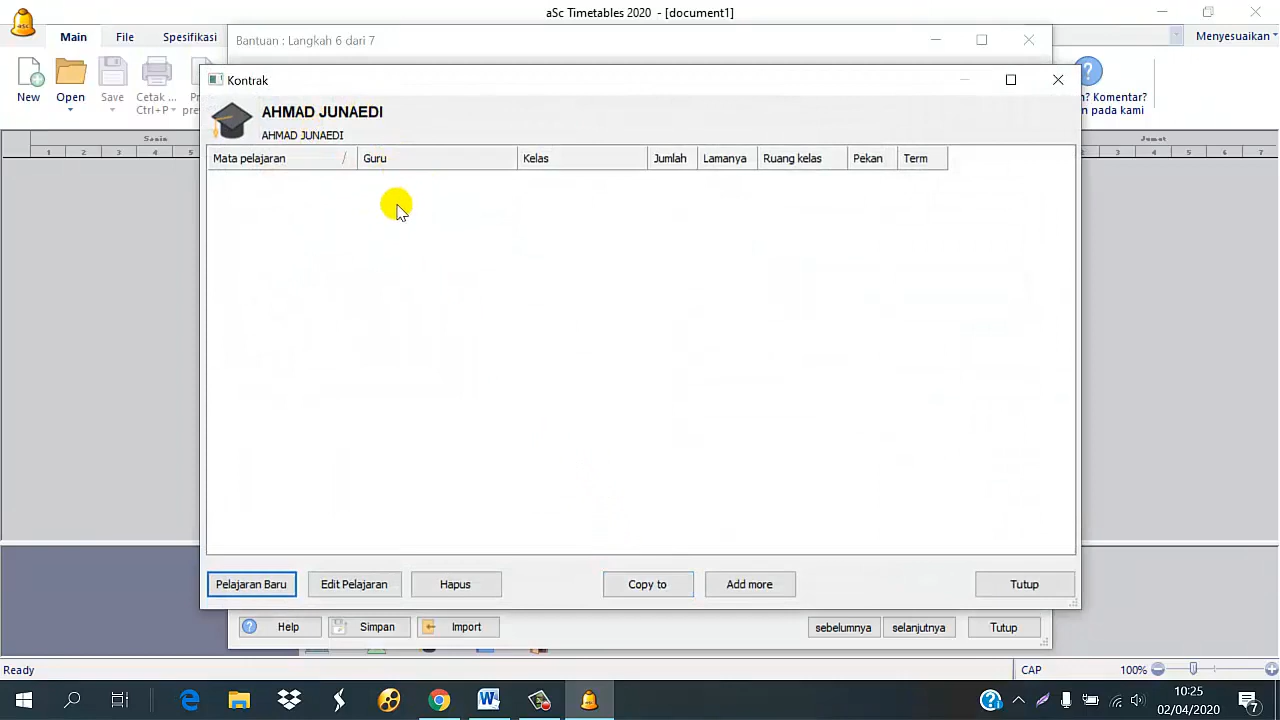 aSc Timetables 2020 - [document1]
aSc
Main
File
Spesifikasi
Menyesuaikan
Bantuan : Langkah 6 dari 7
New
Open
Save
Cetak ...
Ctrl+P
? Komentar?
n pada kami
Kontrak
AHMAD JUNAEDI
AHMAD JUNAEDI
Senin
Jumat
1 2 3 4 5
3 4 5 6 7
Mata pelajaran / Guru Kelas Jumlah Lamanya Ruang kelas Pekan Term
Pelajaran Baru
Edit Pelajaran
Hapus
Copy to
Add more
Tutup
Help
Simpan
Import
sebelumnya
selanjutnya
Tutup
Ready
CAP
100%
10:25
02/04/2020
7